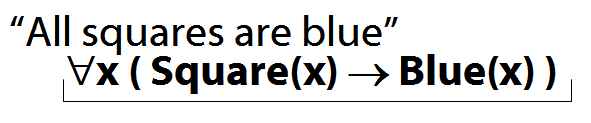 “All squares are blue”
∀x ( Square(x) → Blue(x) )